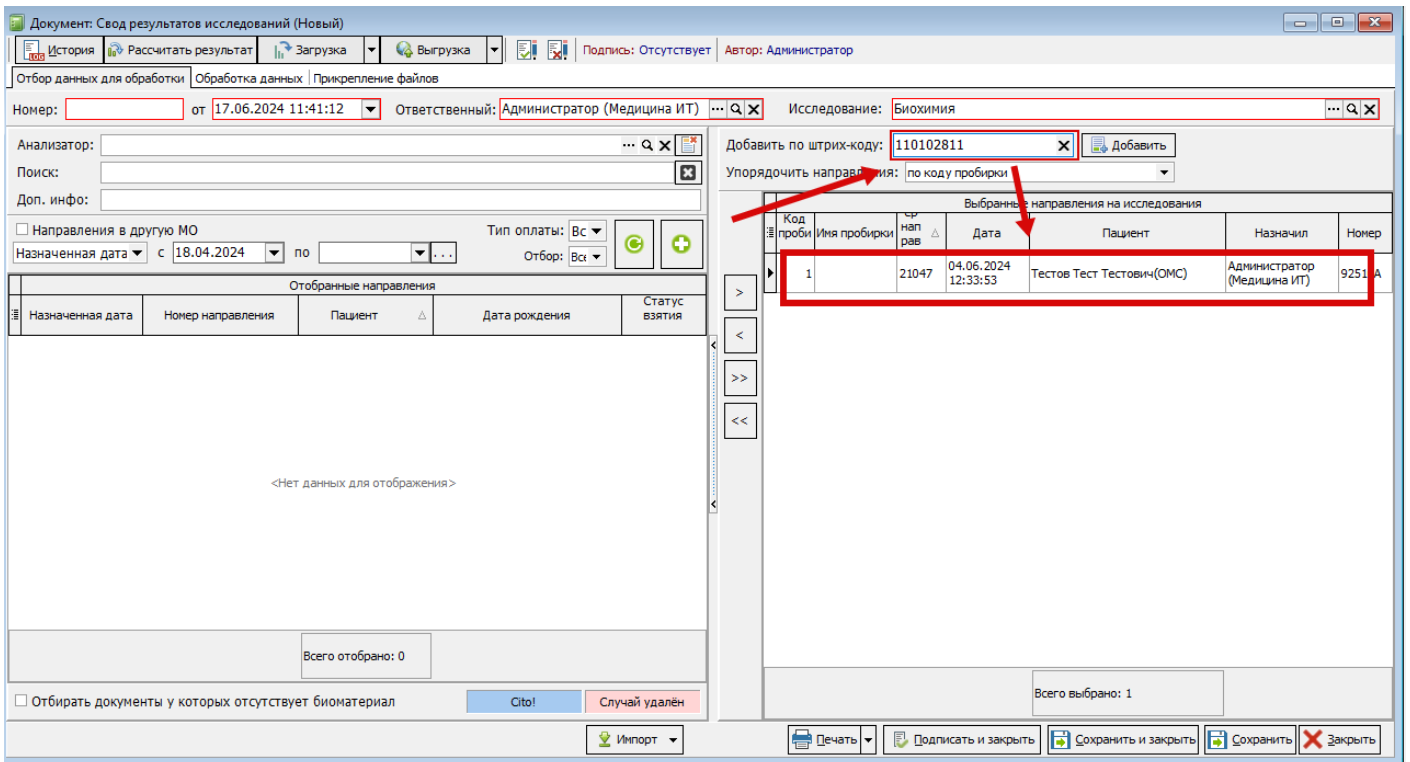 Документ: Свод результатов исследований (Новый)
История Рассчитать результат Загрузка Выгрузка Подпись: Отсутствует Автор: Администратор
Отбор данных для обработки Обработка данных Прикрепление файлов
Номер: от 17.06.2024 11:41:12 Ответственный: Администратор (Медицина ИТ) Исследование: Биохимия
Анализатор:
Поиск:
Доп. инфо:
Направления в другую МО Тип оплаты: Вс
Назначенная дата с 18.04.2024 по ... Отбор: Все
Отобранные направления
Назначенная дата Номер направления Пациент Дата рождения Статус взятия
<Нет данных для отображения>
Всего отобрано: 0
Отбирать документы у которых отсутствует биоматериал Cito! Случай удалён
Импорт
Добавить по штрих-коду: 110102811 Добавить
Упорядочить направления: по коду пробирки
>
<
>>
<<
Выбранные направления на исследования
Код проби Имя пробирки нап рав Дата Пациент Назначил Номер
1 21047 04.06.2024 12:33:53 Тестов Тест Тестович(ОМС) Администратор (Медицина ИТ)
Всего выбрано: 1
Печать Подписать и закрыть Сохранить и закрыть Сохранить Закрыть